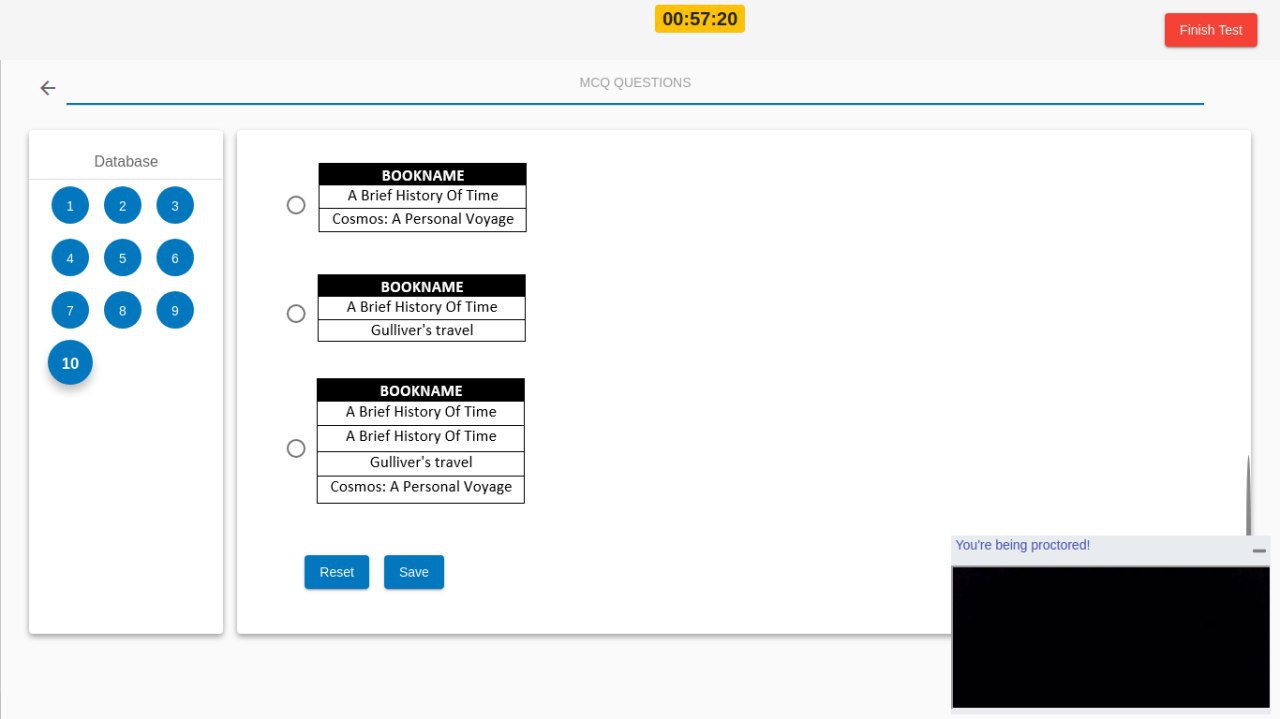 00:57:20
Finish Test
MCQ QUESTIONS
Database
1 2 3
4 5 6
7 8 9
10
BOOKNAME
A Brief History Of Time
Cosmos: A Personal Voyage
BOOKNAME
A Brief History Of Time
Gulliver's travel
BOOKNAME
A Brief History Of Time
A Brief History Of Time
Gulliver's travel
Cosmos: A Personal Voyage
Reset Save
You're being proctored!